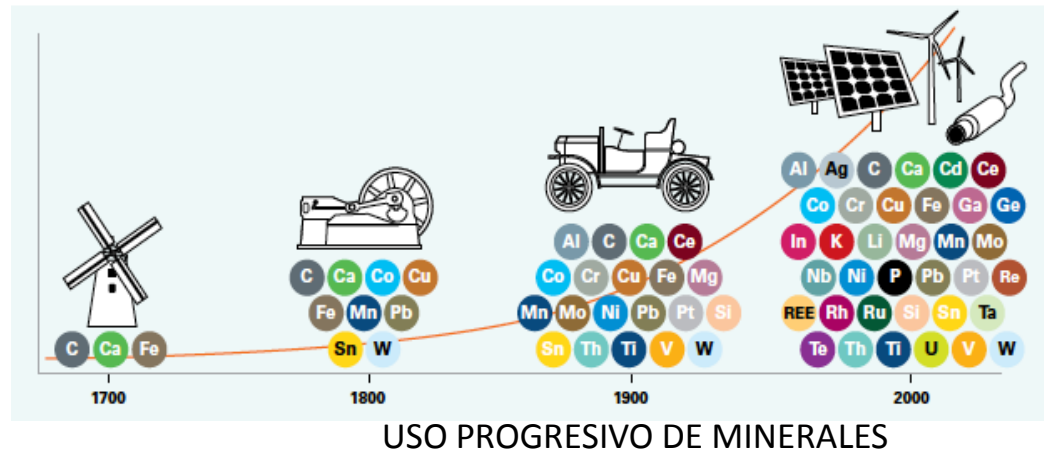 Al Ag C Ca Cd Ce
Co Cr Cu Fe Ga Ge
In K Li Mg Mn Mo
Nb Ni P Pb Pt Re
REE Rh Ru Si Sn Ta
Te Th Ti U V W
Al C Ca Ce
Co Cr Cu Fe Mg
Mn Mo Ni Pb Pt Si
Sn Th Ti V W
C Ca Co Cu
Fe Mn Pb
Sn W
C Ca Fe
1700 1800 1900 2000
USO PROGRESIVO DE MINERALES